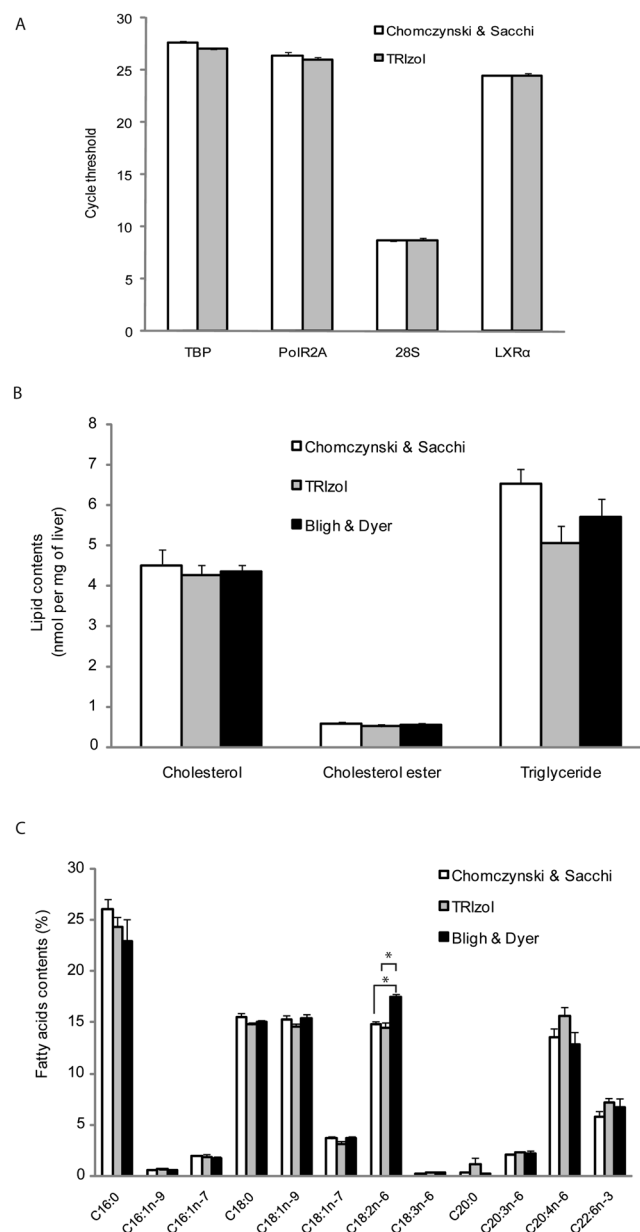 A
30
25
20
15
10
5
0
Cycle threshold
Chomczynski & Sacchi
TRIzol
TBP PolR2A 28S LXRα
B
8
7
6
5
4
3
2
1
0
Lipid contents
(nmol per mg of liver)
Chomczynski & Sacchi
TRIzol
Bligh & Dyer
Cholesterol Cholesterol ester Triglyceride
C
30
25
20
15
10
5
0
Fatty acids contents (%)
Chomczynski & Sacchi
TRIzol
Bligh & Dyer
*
*
C16:0 C16:1n-9 C16:1n-7 C18:0 C18:1n-9 C18:1n-7 C18:2n-6 C18:3n-6 C20:0 C20:3n-6 C20:4n-6 C22:6n-3